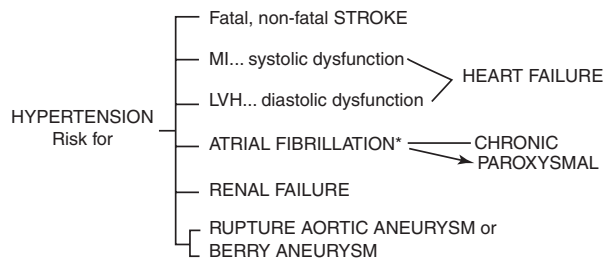 Fatal, non-fatal STROKE
MI... systolic dysfunction
HEART FAILURE
LVH... diastolic dysfunction
HYPERTENSION
Risk for
ATRIAL FIBRILLATION*
CHRONIC
PAROXYSMAL
RENAL FAILURE
RUPTURE AORTIC ANEURYSM or
BERRY ANEURYSM